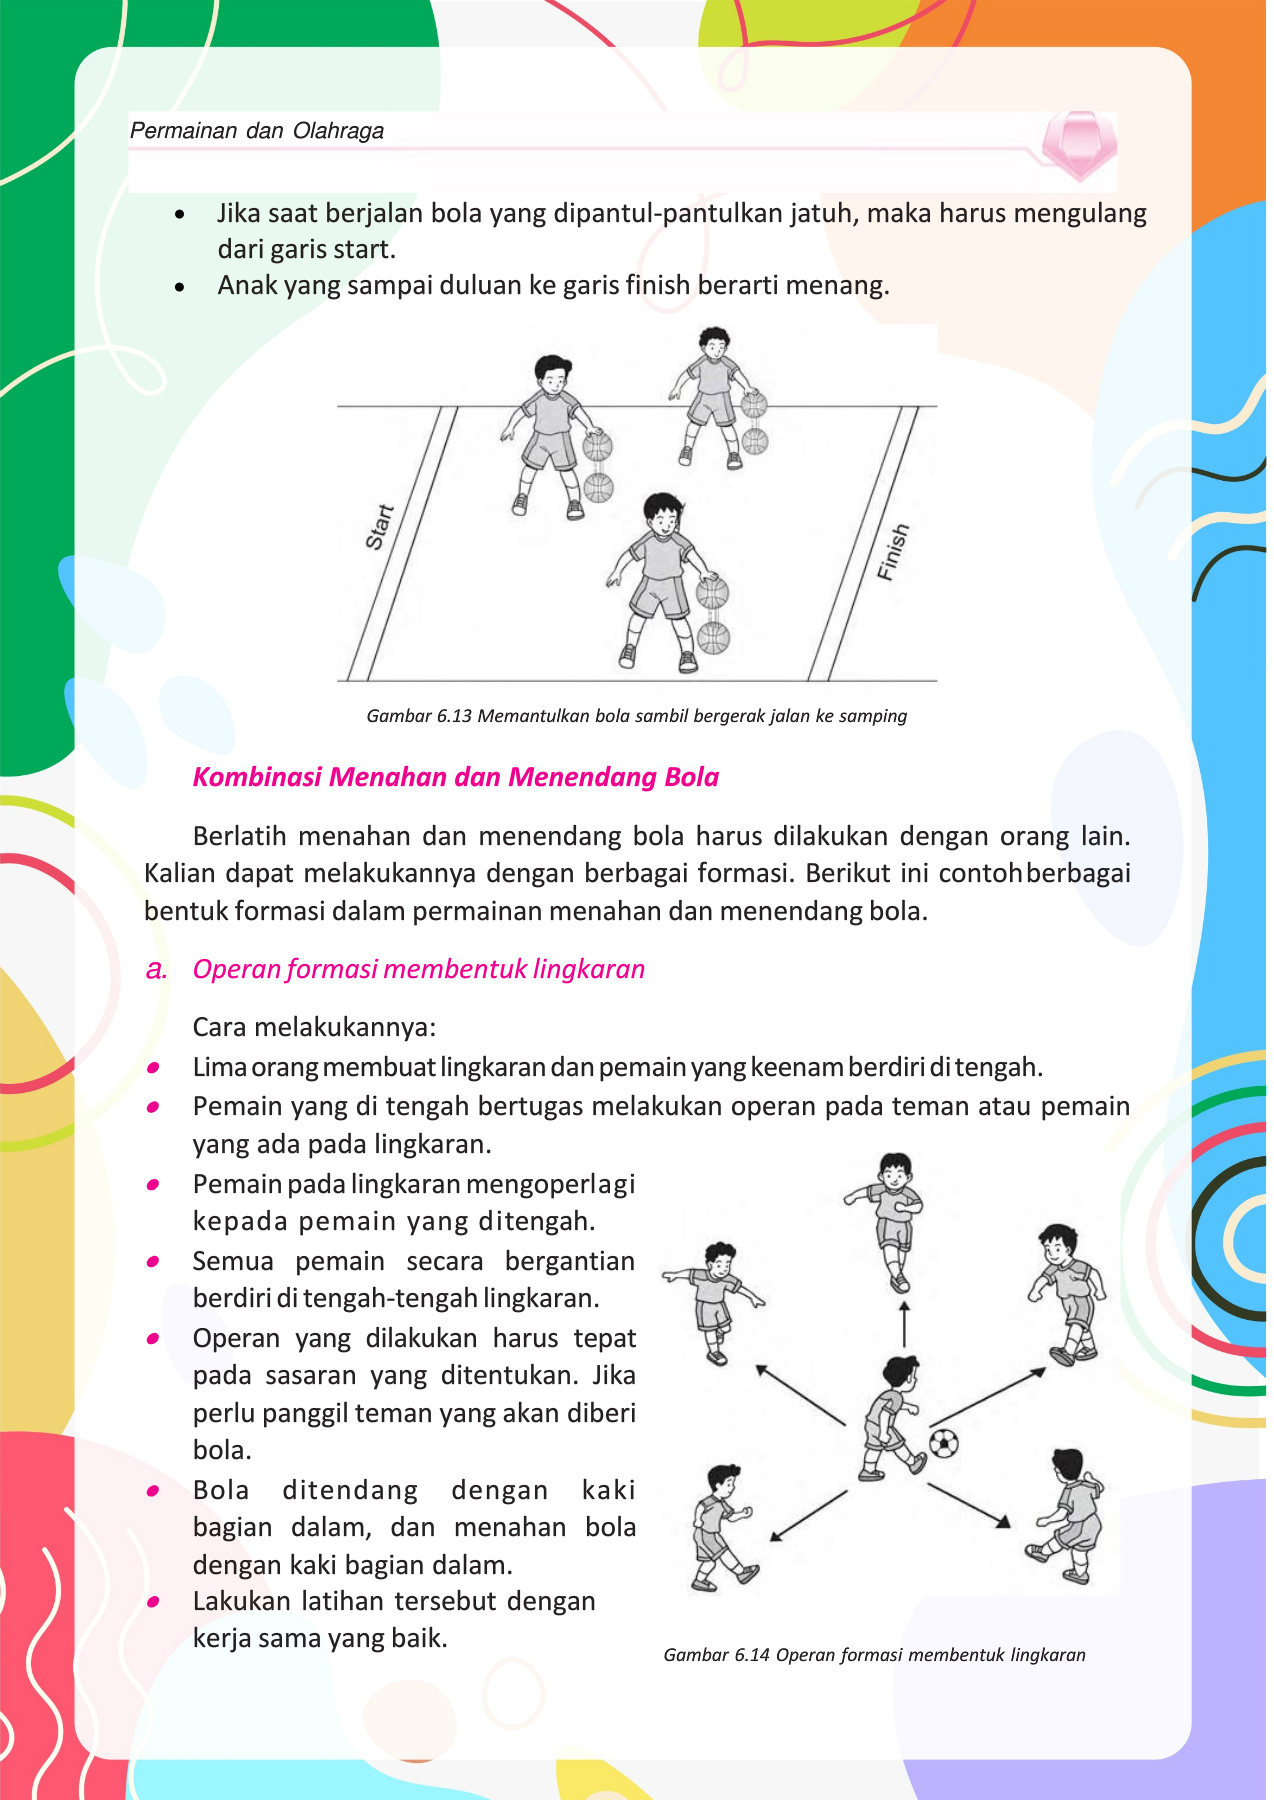 Permainan dan Olahraga
• Jika saat berjalan bola yang dipantul-pantulkan jatuh, maka harus mengulang
dari garis start.
• Anak yang sampai duluan ke garis finish berarti menang.
Start
Finish
Gambar 6.13 Memantulkan bola sambil bergerak jalan ke samping
Kombinasi Menahan dan Menendang Bola
Berlatih menahan dan menendang bola harus dilakukan dengan orang lain.
Kalian dapat melakukannya dengan berbagai formasi. Berikut ini contoh berbagai
bentuk formasi dalam permainan menahan dan menendang bola.
a. Operan formasi membentuk lingkaran
Cara melakukannya:
• Lima orang membuat lingkaran dan pemain yang keenam berdiri di tengah.
• Pemain yang di tengah bertugas melakukan operan pada teman atau pemain
yang ada pada lingkaran.
• Pemain pada lingkaran mengoperlagi
kepada pemain yang ditengah.
• Semua pemain secara bergantian
berdiri di tengah-tengah lingkaran.
• Operan yang dilakukan harus tepat
pada sasaran yang ditentukan. Jika
perlu panggil teman yang akan diberi
bola.
• Bola ditendang dengan kaki
bagian dalam, dan menahan bola
dengan kaki bagian dalam.
• Lakukan latihan tersebut dengan
kerja sama yang baik.
Gambar 6.14 Operan formasi membentuk lingkaran